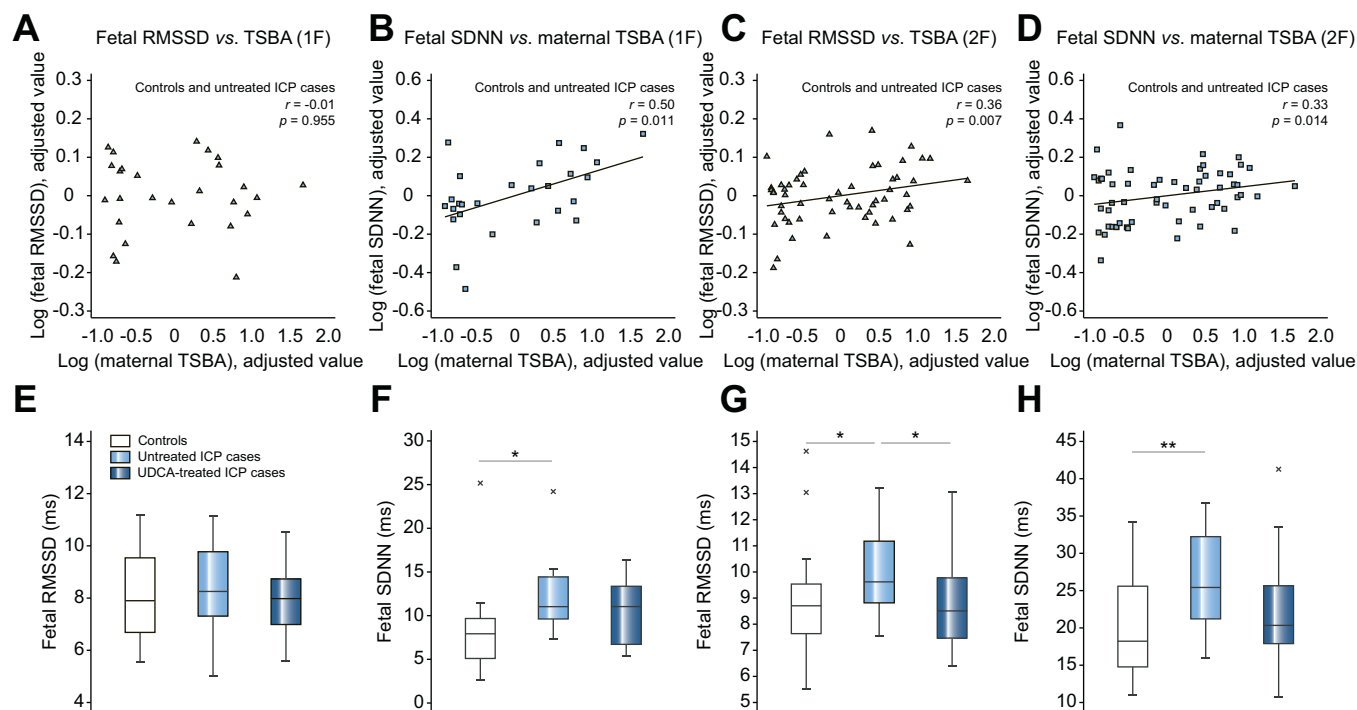 A
Fetal RMSSD vs. TSBA (1F)
Log (fetal RMSSD), adjusted value
0.3
0.2
0.1
0
-0.1
-0.2
-0.3
Controls and untreated ICP cases
r = -0.01
p = 0.955
-1.0 -0.5 0 0.5 1.0 1.5 2.0
Log (maternal TSBA), adjusted value
B
Fetal SDNN vs. maternal TSBA (1F)
Log (fetal SDNN), adjusted value
0.6
0.4
0.2
0
-0.2
-0.4
-0.6
Controls and untreated ICP cases
r = 0.50
p = 0.011
-1.0 -0.5 0 0.5 1.0 1.5 2.0
Log (maternal TSBA), adjusted value
C
Fetal RMSSD vs. TSBA (2F)
Log (fetal RMSSD), adjusted value
0.3
0.2
0.1
0
-0.1
-0.2
-0.3
Controls and untreated ICP cases
r = 0.36
p = 0.007
-1.0 -0.5 0 0.5 1.0 1.5 2.0
Log (maternal TSBA), adjusted value
D
Fetal SDNN vs. maternal TSBA (2F)
Log (fetal SDNN), adjusted value
0.6
0.4
0.2
0
-0.2
-0.4
-0.6
Controls and untreated ICP cases
r = 0.33
p = 0.014
-1.0 -0.5 0 0.5 1.0 1.5 2.0
Log (maternal TSBA), adjusted value
E
Fetal RMSSD (ms)
14
12
10
8
6
4
Controls
Untreated ICP cases
UDCA-treated ICP cases
F
Fetal SDNN (ms)
30
25
20
15
10
5
0
*
G
Fetal RMSSD (ms)
15
14
13
12
11
10
9
8
7
6
5
* *
H
Fetal SDNN (ms)
45
40
35
30
25
20
15
10
**